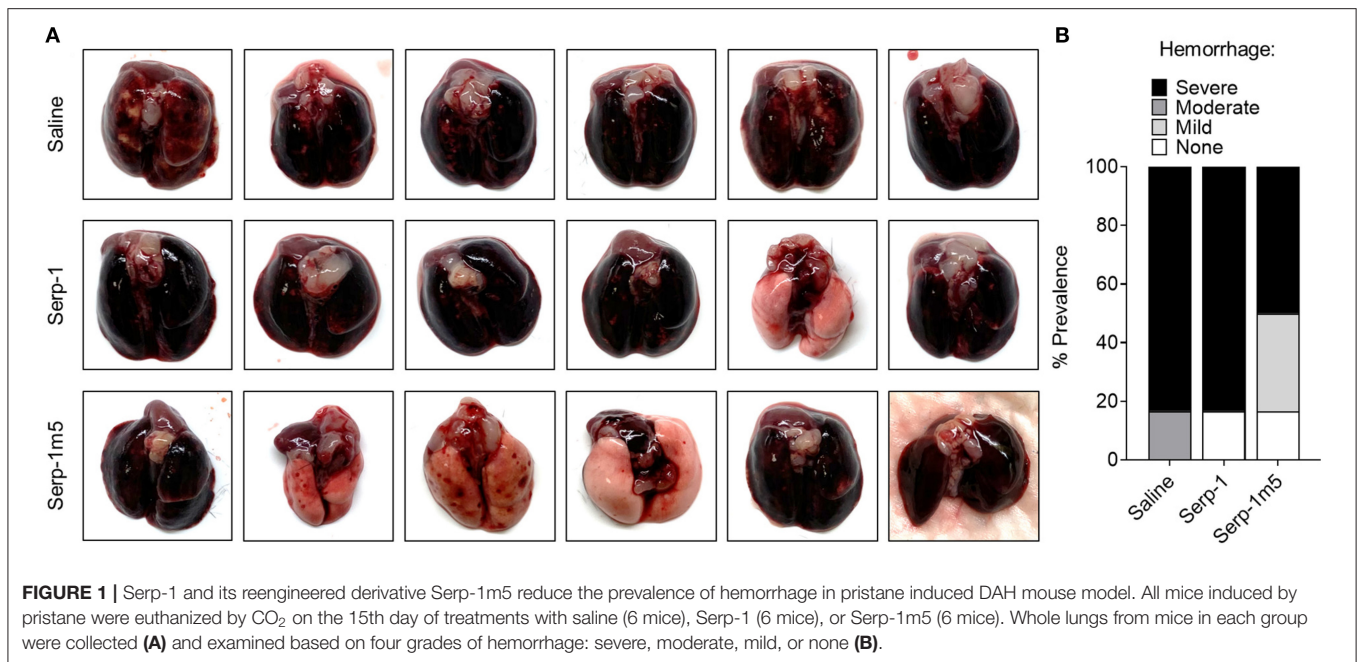 A
Saline
Serp-1
Serp-1m5
B
Hemorrhage:
Severe
Moderate
Mild
None
% Prevalence
100
80
60
40
20
0
Saline
Serp-1
Serp-1m5
FIGURE 1 | Serp-1 and its reengineered derivative Serp-1m5 reduce the prevalence of hemorrhage in pristane induced DAH mouse model. All mice induced by
pristane were euthanized by CO₂ on the 15th day of treatments with saline (6 mice), Serp-1 (6 mice), or Serp-1m5 (6 mice). Whole lungs from mice in each group
were collected (A) and examined based on four grades of hemorrhage: severe, moderate, mild, or none (B).